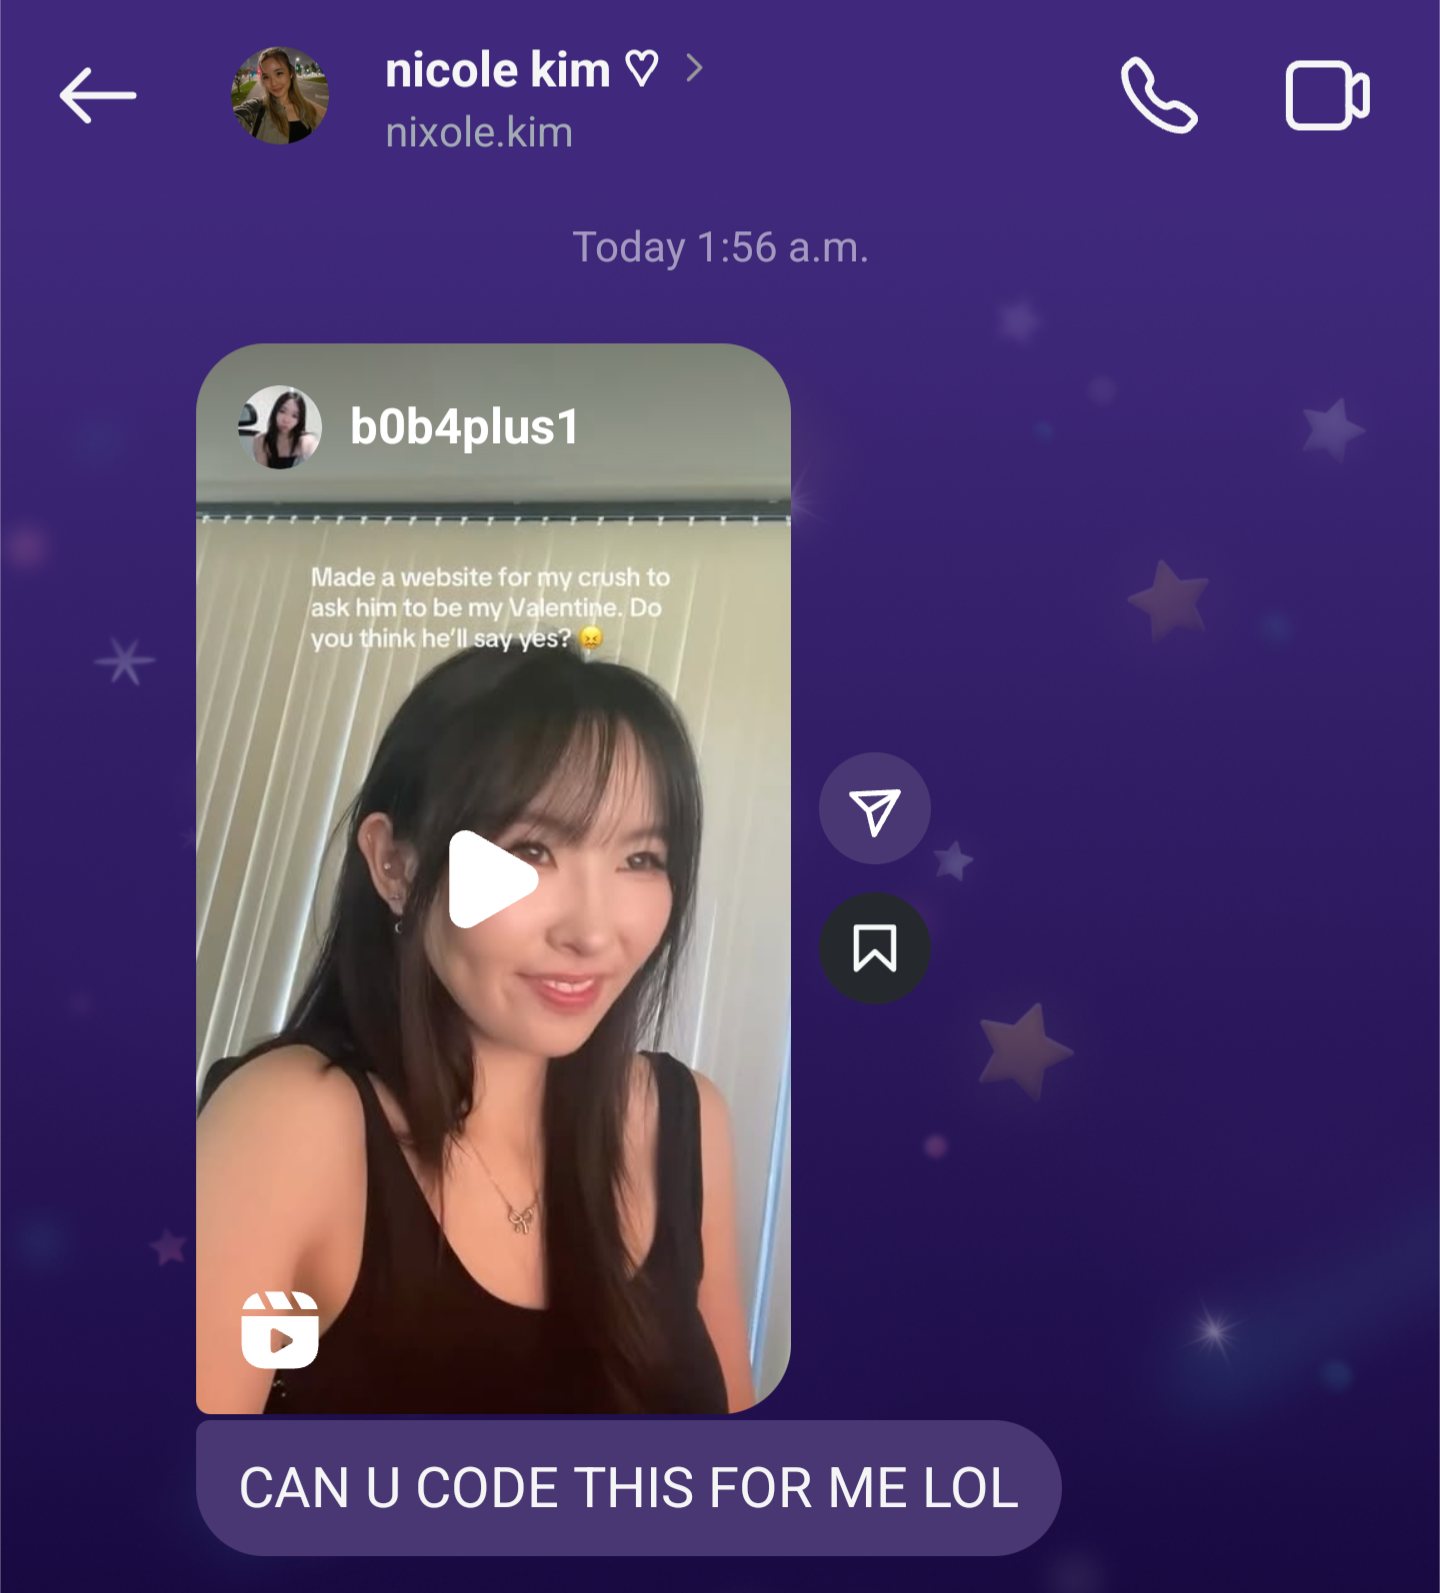 nicole kim ♡
nixole.kim
Today 1:56 a.m.
b0b4plus1
Made a website for my crush to
ask him to be my Valentine. Do
you think he’ll say yes? 😖
CAN U CODE THIS FOR ME LOL